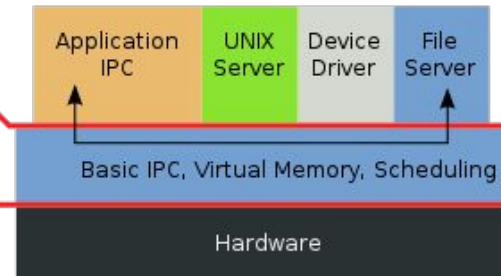 Application
IPC
UNIX
Server
Device
Driver
File
Server
Basic IPC, Virtual Memory, Scheduling
Hardware